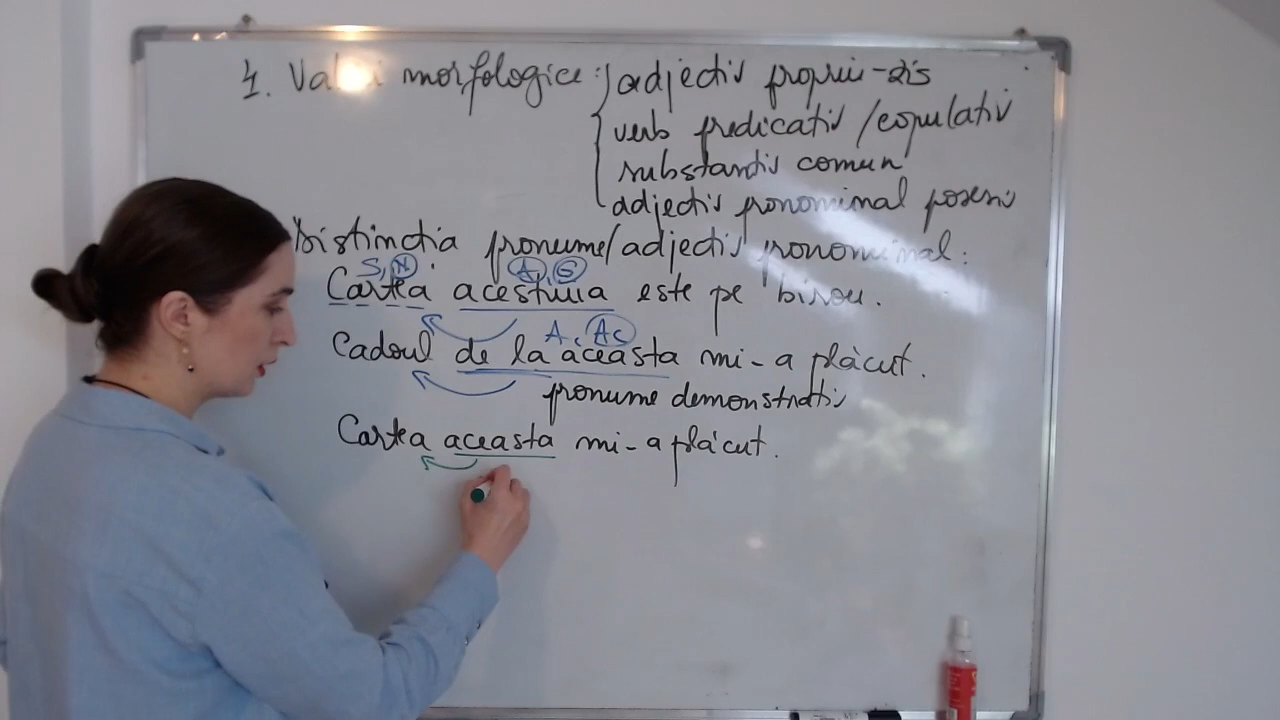 1. Valori morfologice: adjectiv propriu-zis
verb predicativ/copulativ
substantiv comun
adjectiv pronominal posesiv
Distincția pronume/adjectiv pronominal:
S, N A, G
Cartea acestuia este pe birou.
A, Ac
Cadoul de la aceasta mi-a plăcut.
pronume demonstrativ
Cartea aceasta mi-a plăcut.